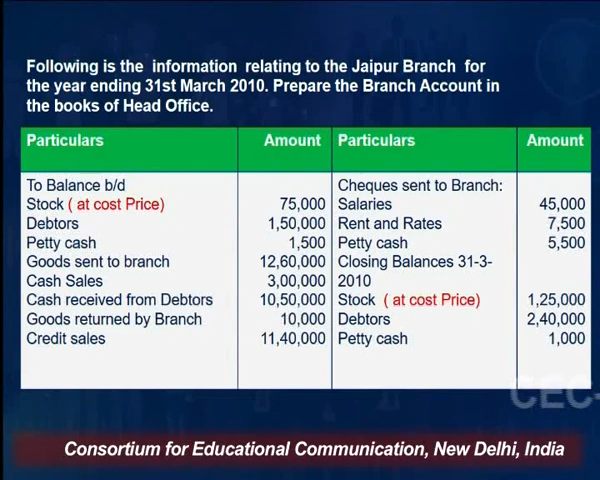 Following is the information relating to the Jaipur Branch for
the year ending 31st March 2010. Prepare the Branch Account in
the books of Head Office.
Particulars Amount Particulars Amount
To Balance b/d Cheques sent to Branch:
Stock ( at cost Price) 75,000 Salaries 45,000
Debtors 1,50,000 Rent and Rates 7,500
Petty cash 1,500 Petty cash 5,500
Goods sent to branch 12,60,000 Closing Balances 31-3-
Cash Sales 3,00,000 2010
Cash received from Debtors 10,50,000 Stock ( at cost Price) 1,25,000
Goods returned by Branch 10,000 Debtors 2,40,000
Credit sales 11,40,000 Petty cash 1,000
CEC-
Consortium for Educational Communication, New Delhi, India